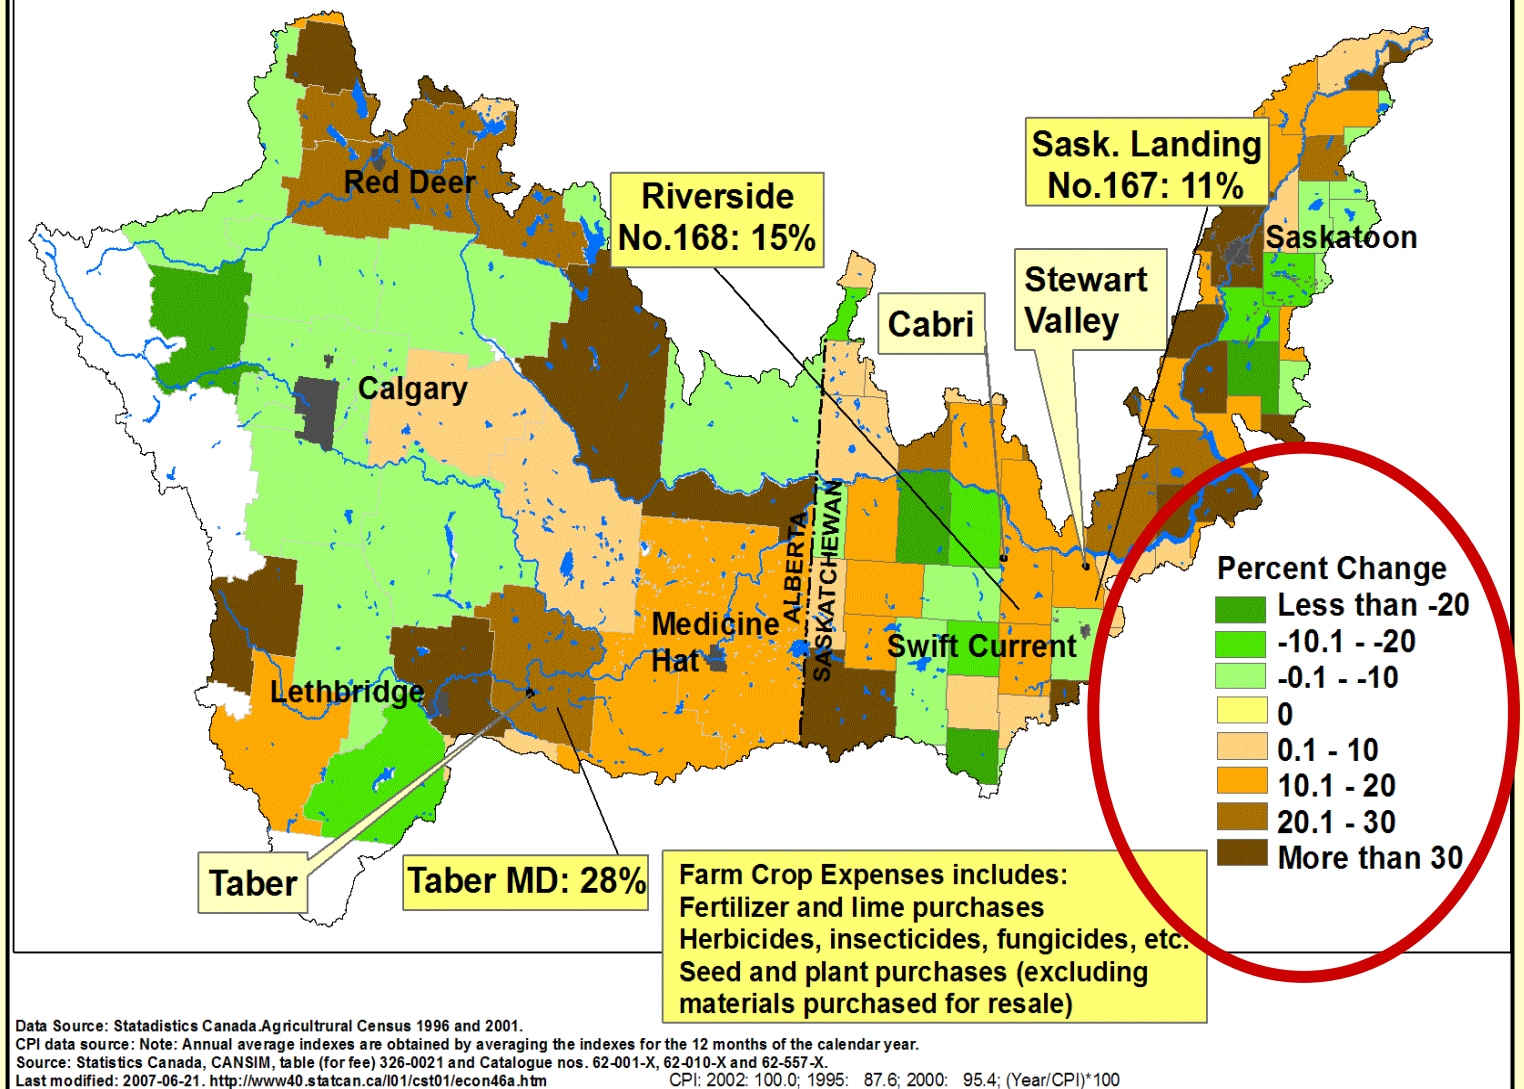 Sask. Landing
No.167: 11%
Riverside
No.168: 15%
Red Deer
Saskatoon
Stewart
Valley
Cabri
Calgary
ALBERTA
SASKATCHEWAN
Percent Change
Less than -20
-10.1 - -20
-0.1 - -10
0
0.1 - 10
10.1 - 20
20.1 - 30
More than 30
Medicine
Hat
Swift Current
Lethbridge
Taber
Taber MD: 28%
Farm Crop Expenses includes:
Fertilizer and lime purchases
Herbicides, insecticides, fungicides, etc.
Seed and plant purchases (excluding
materials purchased for resale)
Data Source: Statadistics Canada.Agricultrural Census 1996 and 2001.
CPI data source: Note: Annual average indexes are obtained by averaging the indexes for the 12 months of the calendar year.
Source: Statistics Canada, CANSIM, table (for fee) 326-0021 and Catalogue nos. 62-001-X, 62-010-X and 62-557-X.
Last modified: 2007-06-21. http://www40.statcan.ca/l01/cst01/econ46a.htm
CPI: 2002: 100.0; 1995: 87.6; 2000: 95.4; (Year/CPI)*100